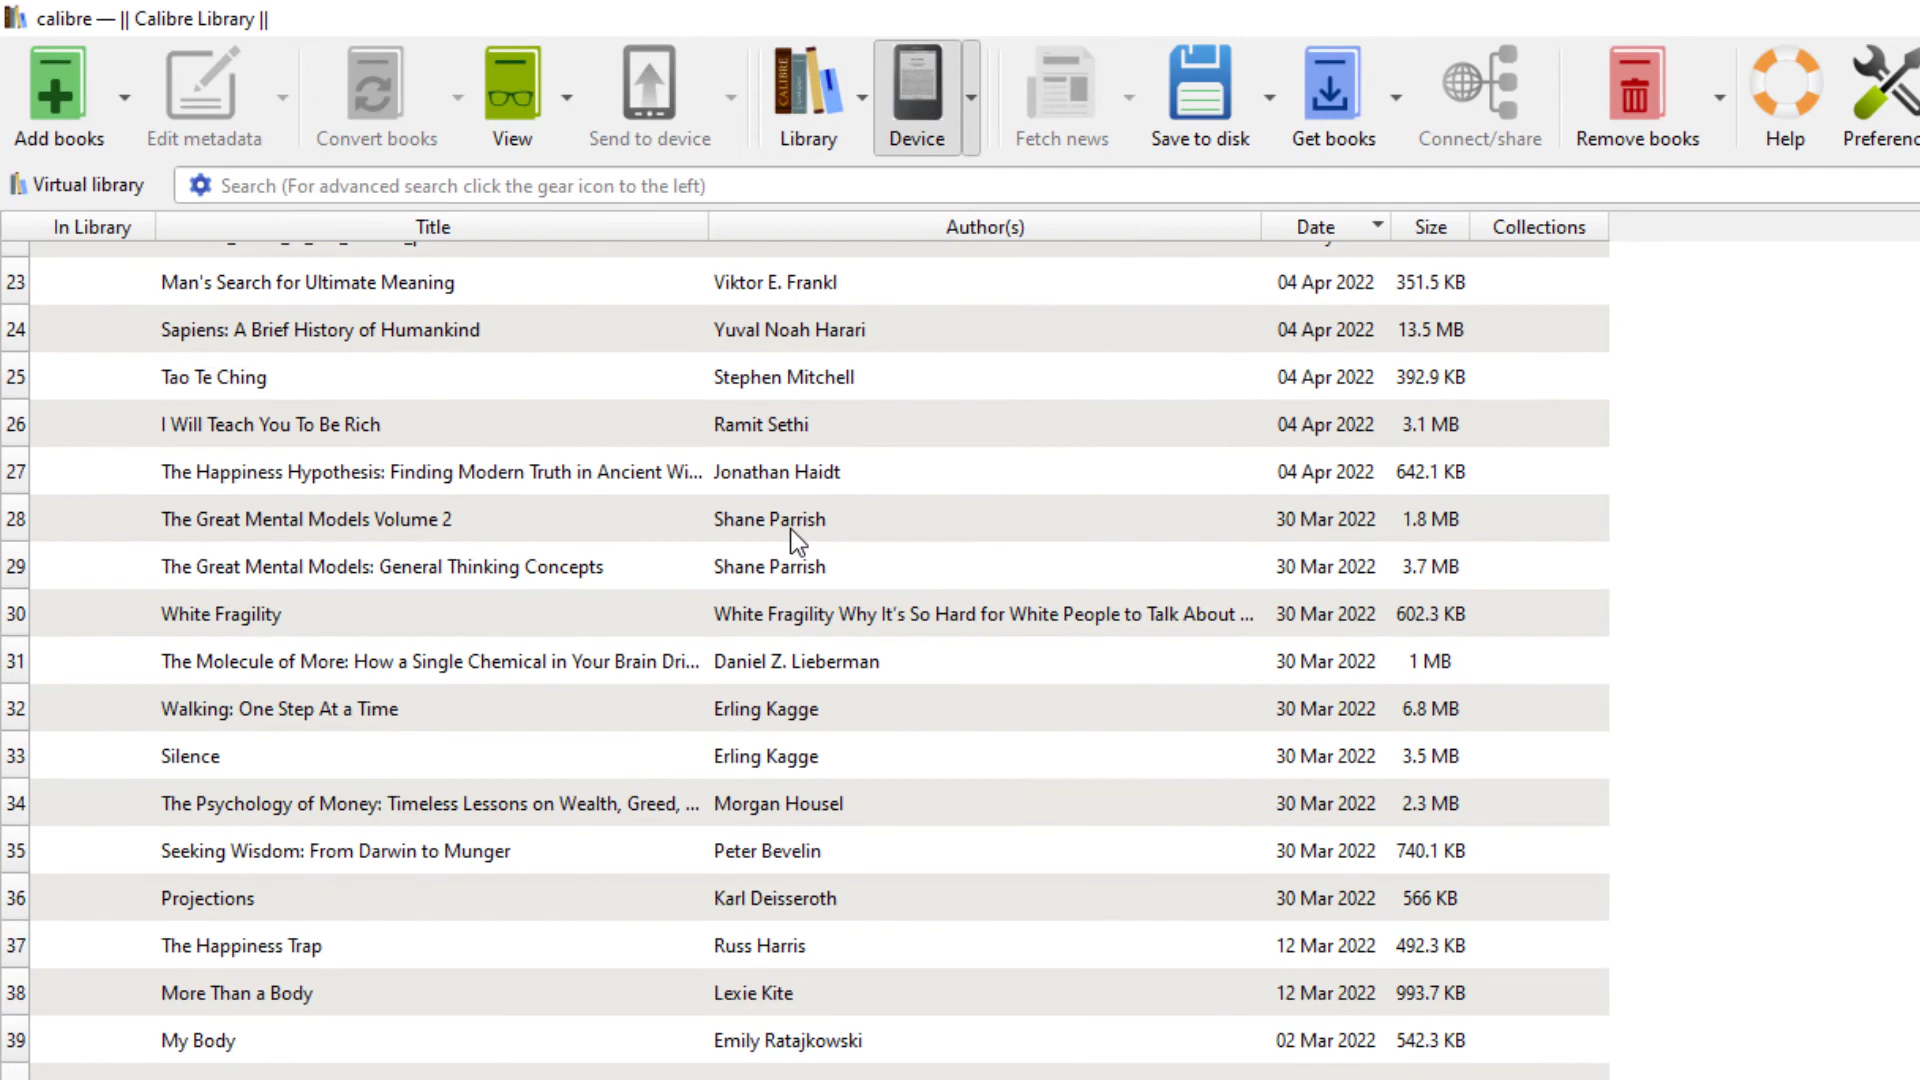 calibre — || Calibre Library ||
Add books Edit metadata Convert books View Send to device CALIBRE Library Device Fetch news Save to disk Get books Connect/share Remove books Help Preferenc
Virtual library Search (For advanced search click the gear icon to the left)
In Library Title Author(s) Date Size Collections
23 Man's Search for Ultimate Meaning Viktor E. Frankl 04 Apr 2022 351.5 KB
24 Sapiens: A Brief History of Humankind Yuval Noah Harari 04 Apr 2022 13.5 MB
25 Tao Te Ching Stephen Mitchell 04 Apr 2022 392.9 KB
26 I Will Teach You To Be Rich Ramit Sethi 04 Apr 2022 3.1 MB
27 The Happiness Hypothesis: Finding Modern Truth in Ancient Wi... Jonathan Haidt 04 Apr 2022 642.1 KB
28 The Great Mental Models Volume 2 Shane Parrish 30 Mar 2022 1.8 MB
29 The Great Mental Models: General Thinking Concepts Shane Parrish 30 Mar 2022 3.7 MB
30 White Fragility White Fragility Why It’s So Hard for White People to Talk About ... 30 Mar 2022 602.3 KB
31 The Molecule of More: How a Single Chemical in Your Brain Dri... Daniel Z. Lieberman 30 Mar 2022 1 MB
32 Walking: One Step At a Time Erling Kagge 30 Mar 2022 6.8 MB
33 Silence Erling Kagge 30 Mar 2022 3.5 MB
34 The Psychology of Money: Timeless Lessons on Wealth, Greed, ... Morgan Housel 30 Mar 2022 2.3 MB
35 Seeking Wisdom: From Darwin to Munger Peter Bevelin 30 Mar 2022 740.1 KB
36 Projections Karl Deisseroth 30 Mar 2022 566 KB
37 The Happiness Trap Russ Harris 12 Mar 2022 492.3 KB
38 More Than a Body Lexie Kite 12 Mar 2022 993.7 KB
39 My Body Emily Ratajkowski 02 Mar 2022 542.3 KB